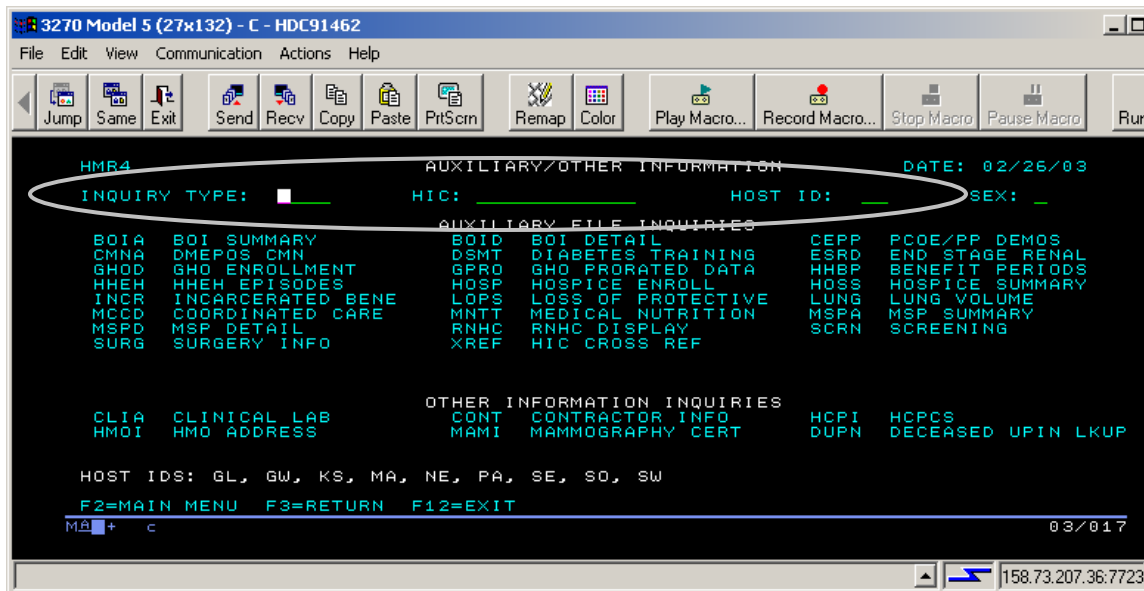 3270 Model 5 (27x132) - C - HDC91462
File Edit View Communication Actions Help
Jump Same Exit Send Recv Copy Paste PrtScrn Remap Color Play Macro... Record Macro... Stop Macro Pause Macro Run
HMR4 AUXILIARY/OTHER INFORMATION DATE: 02/26/03
INQUIRY TYPE: HIC: HOST ID: SEX:
AUXILIARY FILE INQUIRIES
BOIA BOI SUMMARY BOID BOI DETAIL CEPP PCOE/PP DEMOS
CMNA DMEPOS CMN DSMT DIABETES TRAINING ESRD END STAGE RENAL
GHOD GHO ENROLLMENT GPRO GHO PRORATED DATA HHBP BENEFIT PERIODS
HHEH HHEH EPISODES HOSP HOSPICE ENROLL HOSS HOSPICE SUMMARY
INCR INCARCERATED BENE LOPS LOSS OF PROTECTIVE LUNG LUNG VOLUME
MCCD COORDINATED CARE MNTT MEDICAL NUTRITION MSPA MSP SUMMARY
MSPD MSP DETAIL RNHC RNHC DISPLAY SCRN SCREENING
SURG SURGERY INFO XREF HIC CROSS REF
OTHER INFORMATION INQUIRIES
CLIA CLINICAL LAB CONT CONTRACTOR INFO HCPI HCPCS
HMOI HMO ADDRESS MAMI MAMMOGRAPHY CERT DUPN DECEASED UPIN LKUP
HOST IDS: GL, GW, KS, MA, NE, PA, SE, SO, SW
F2=MAIN MENU F3=RETURN F12=EXIT
MA + c 03/017
158.73.207.36:7723